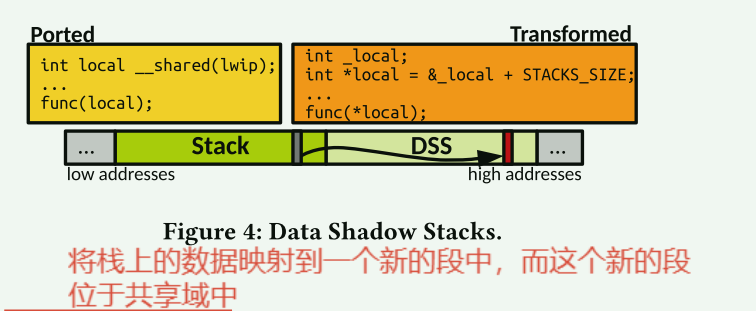 Ported
Transformed
int local __shared(lwip);
...
func(local);
int _local;
int *local = &_local + STACKS_SIZE;
...
func(*local);
... Stack DSS ...
low addresses high addresses
Figure 4: Data Shadow Stacks.
将栈上的数据映射到一个新的段中，而这个新的段
位于共享域中